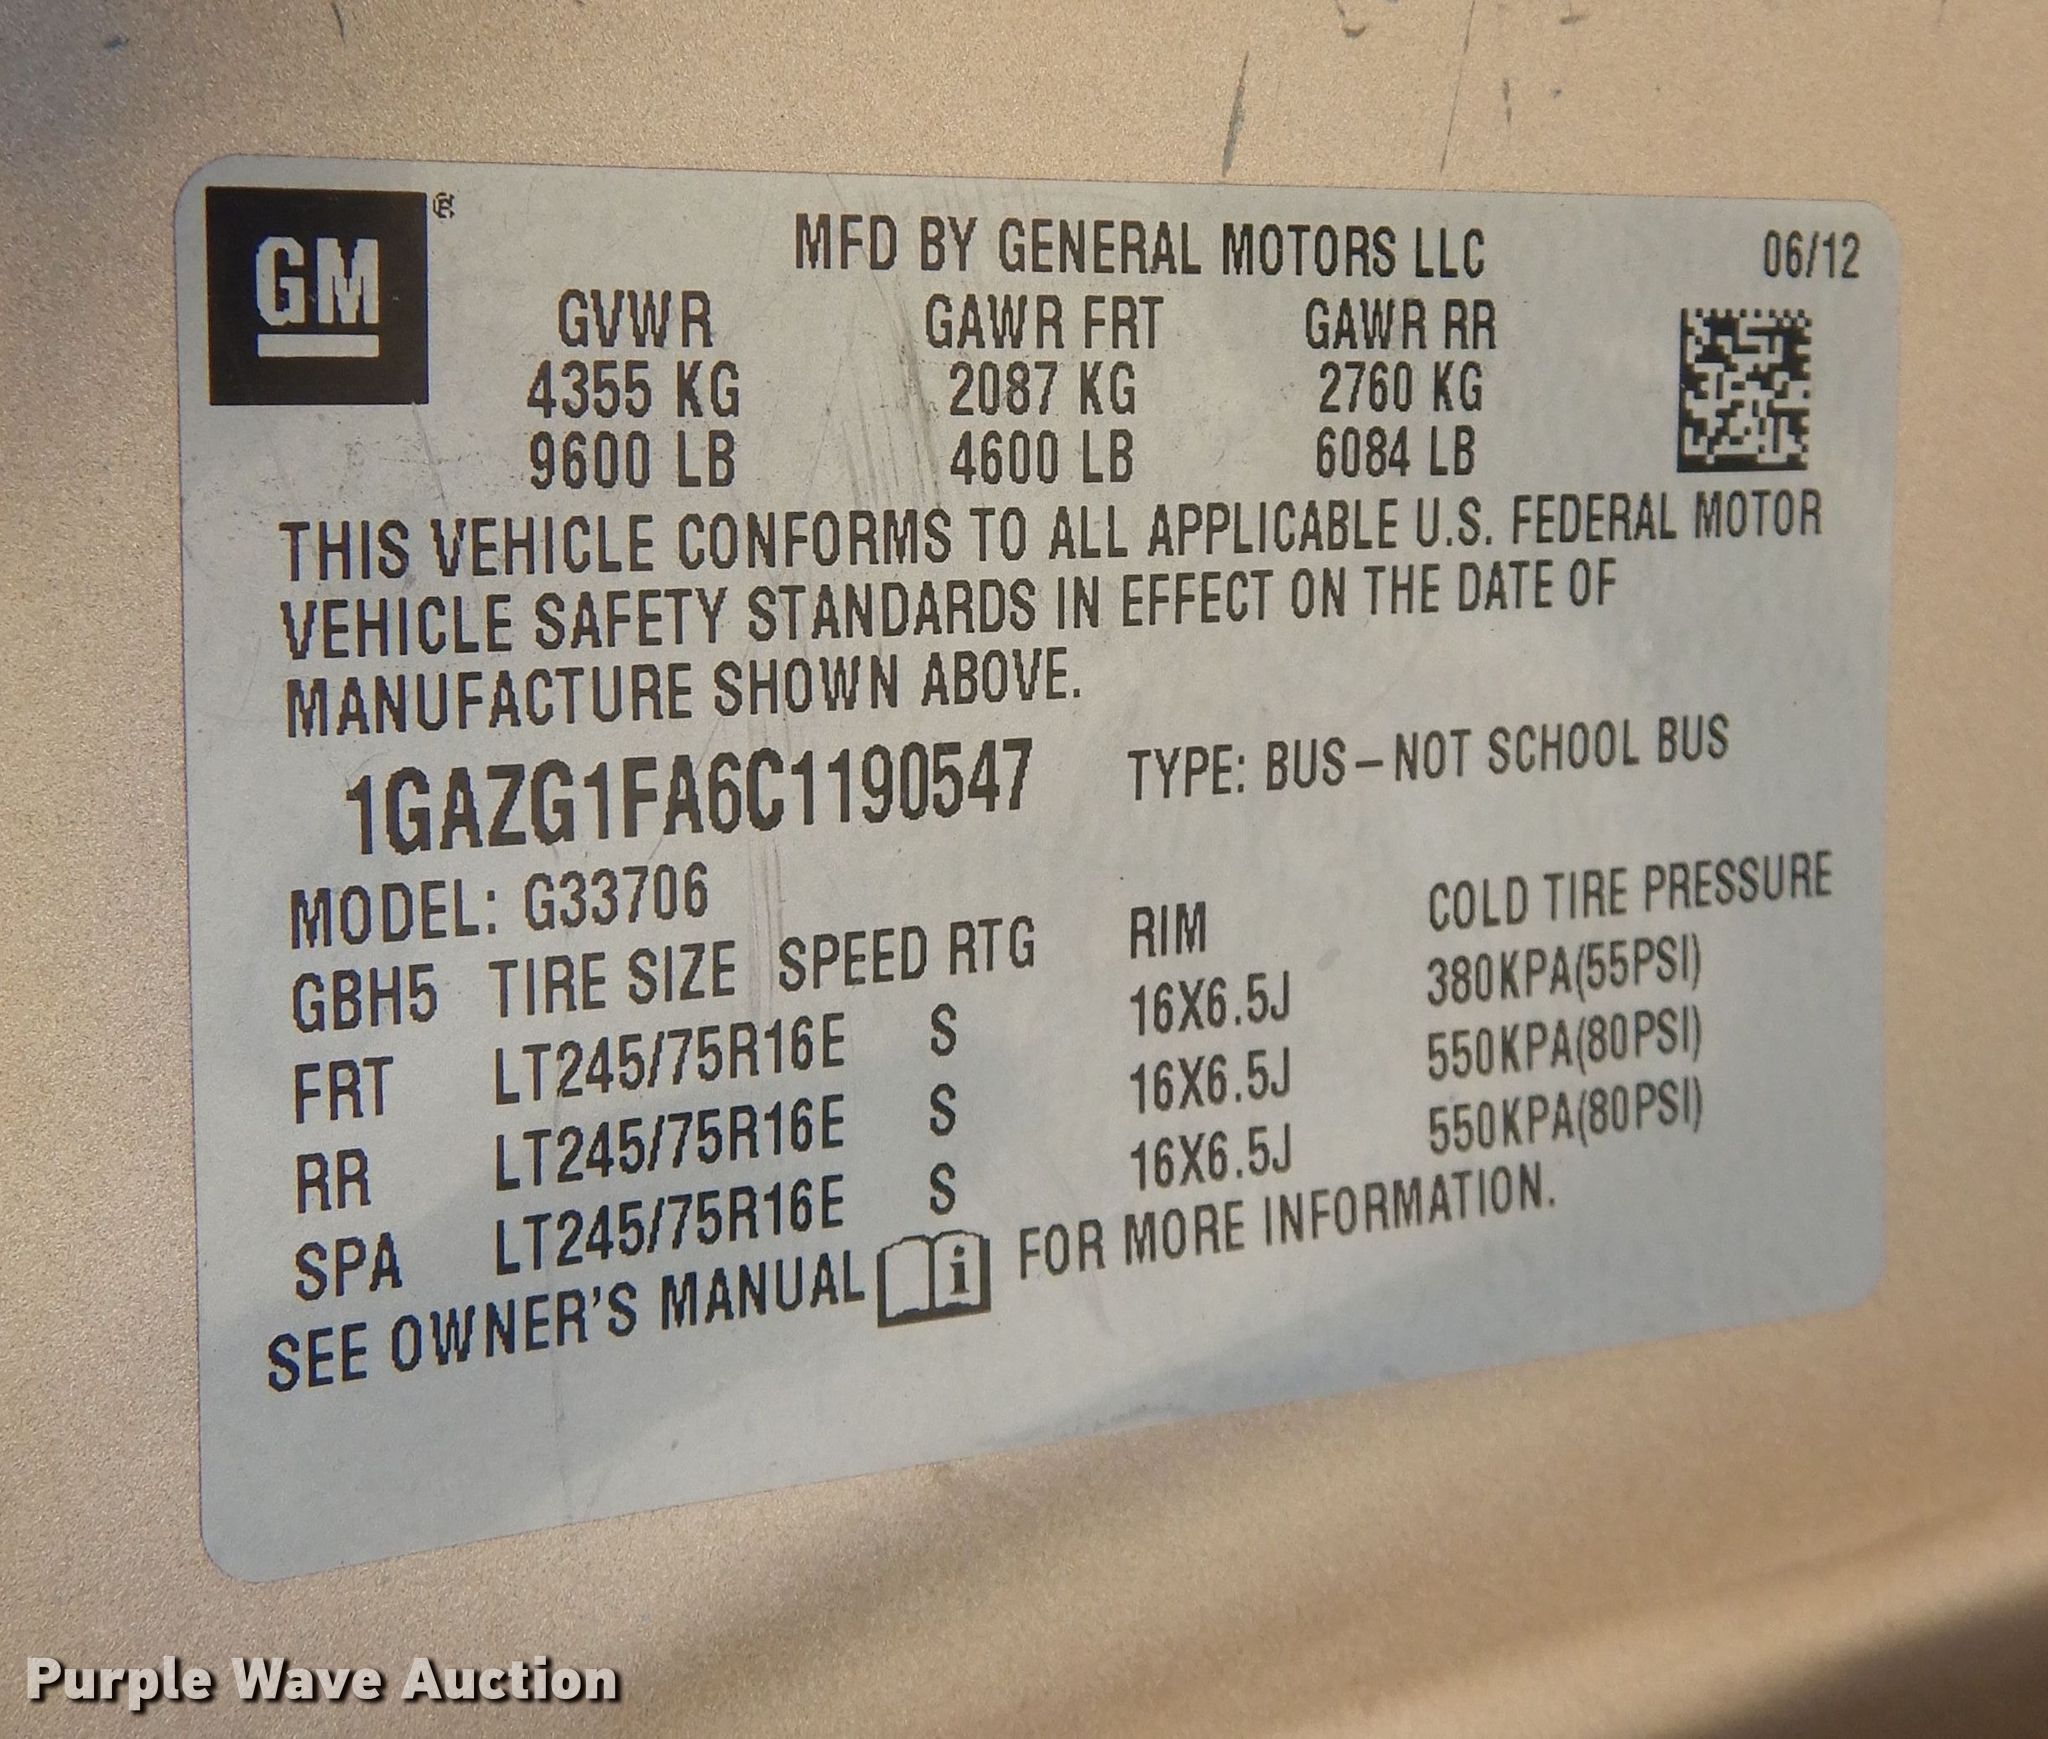 GM ®
MFD BY GENERAL MOTORS LLC 06/12
GVWR GAWR FRT GAWR RR
4355 KG 2087 KG 2760 KG
9600 LB 4600 LB 6084 LB
THIS VEHICLE CONFORMS TO ALL APPLICABLE U.S. FEDERAL MOTOR
VEHICLE SAFETY STANDARDS IN EFFECT ON THE DATE OF
MANUFACTURE SHOWN ABOVE.
1GAZG1FA6C1190547 TYPE: BUS-NOT SCHOOL BUS
MODEL: G33706
GBH5 TIRE SIZE SPEED RTG RIM COLD TIRE PRESSURE
FRT LT245/75R16E S 16X6.5J 380KPA(55PSI)
RR LT245/75R16E S 16X6.5J 550KPA(80PSI)
SPA LT245/75R16E S 16X6.5J 550KPA(80PSI)
SEE OWNER'S MANUAL i FOR MORE INFORMATION.
Purple Wave Auction